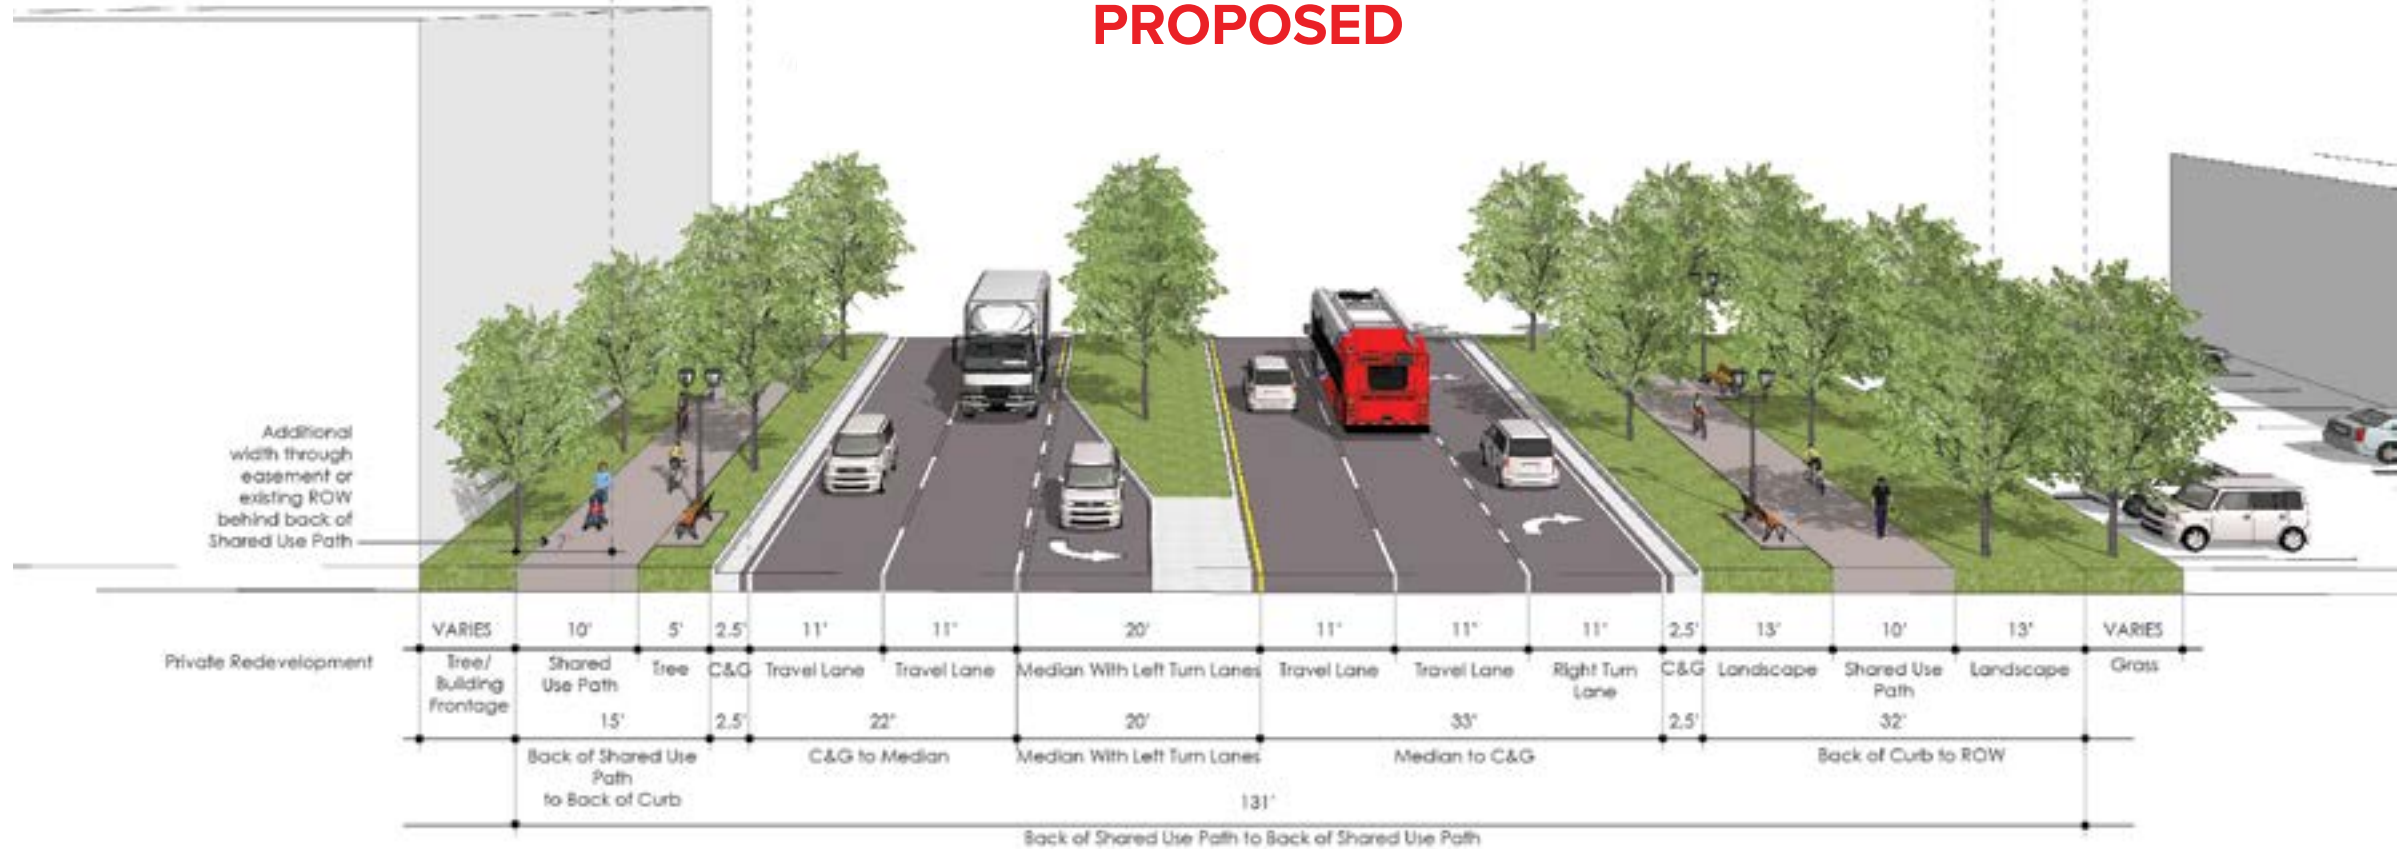 PROPOSED
Additional
width through
easement or
existing ROW
behind back of
Shared Use Path
7'
VARIES 10' 5' 2.5' 11' 11' 20' 11' 11' 11' 2.5' 13' 10' 13' VARIES
Private Redevelopment
Tree/
Building
Frontage
Shared
Use Path
Tree
C&G
Travel Lane
Travel Lane
Median With Left Turn Lanes
Travel Lane
Travel Lane
Right Turn
Lane
C&G
Landscape
Shared Use
Path
Landscape
Grass
15' 2.5' 22' 20' 33' 2.5' 32'
Back of Shared Use
Path
to Back of Curb
C&G to Median
Median With Left Turn Lanes
Median to C&G
Back of Curb to ROW
131'
Back of Shared Use Path to Back of Shared Use Path